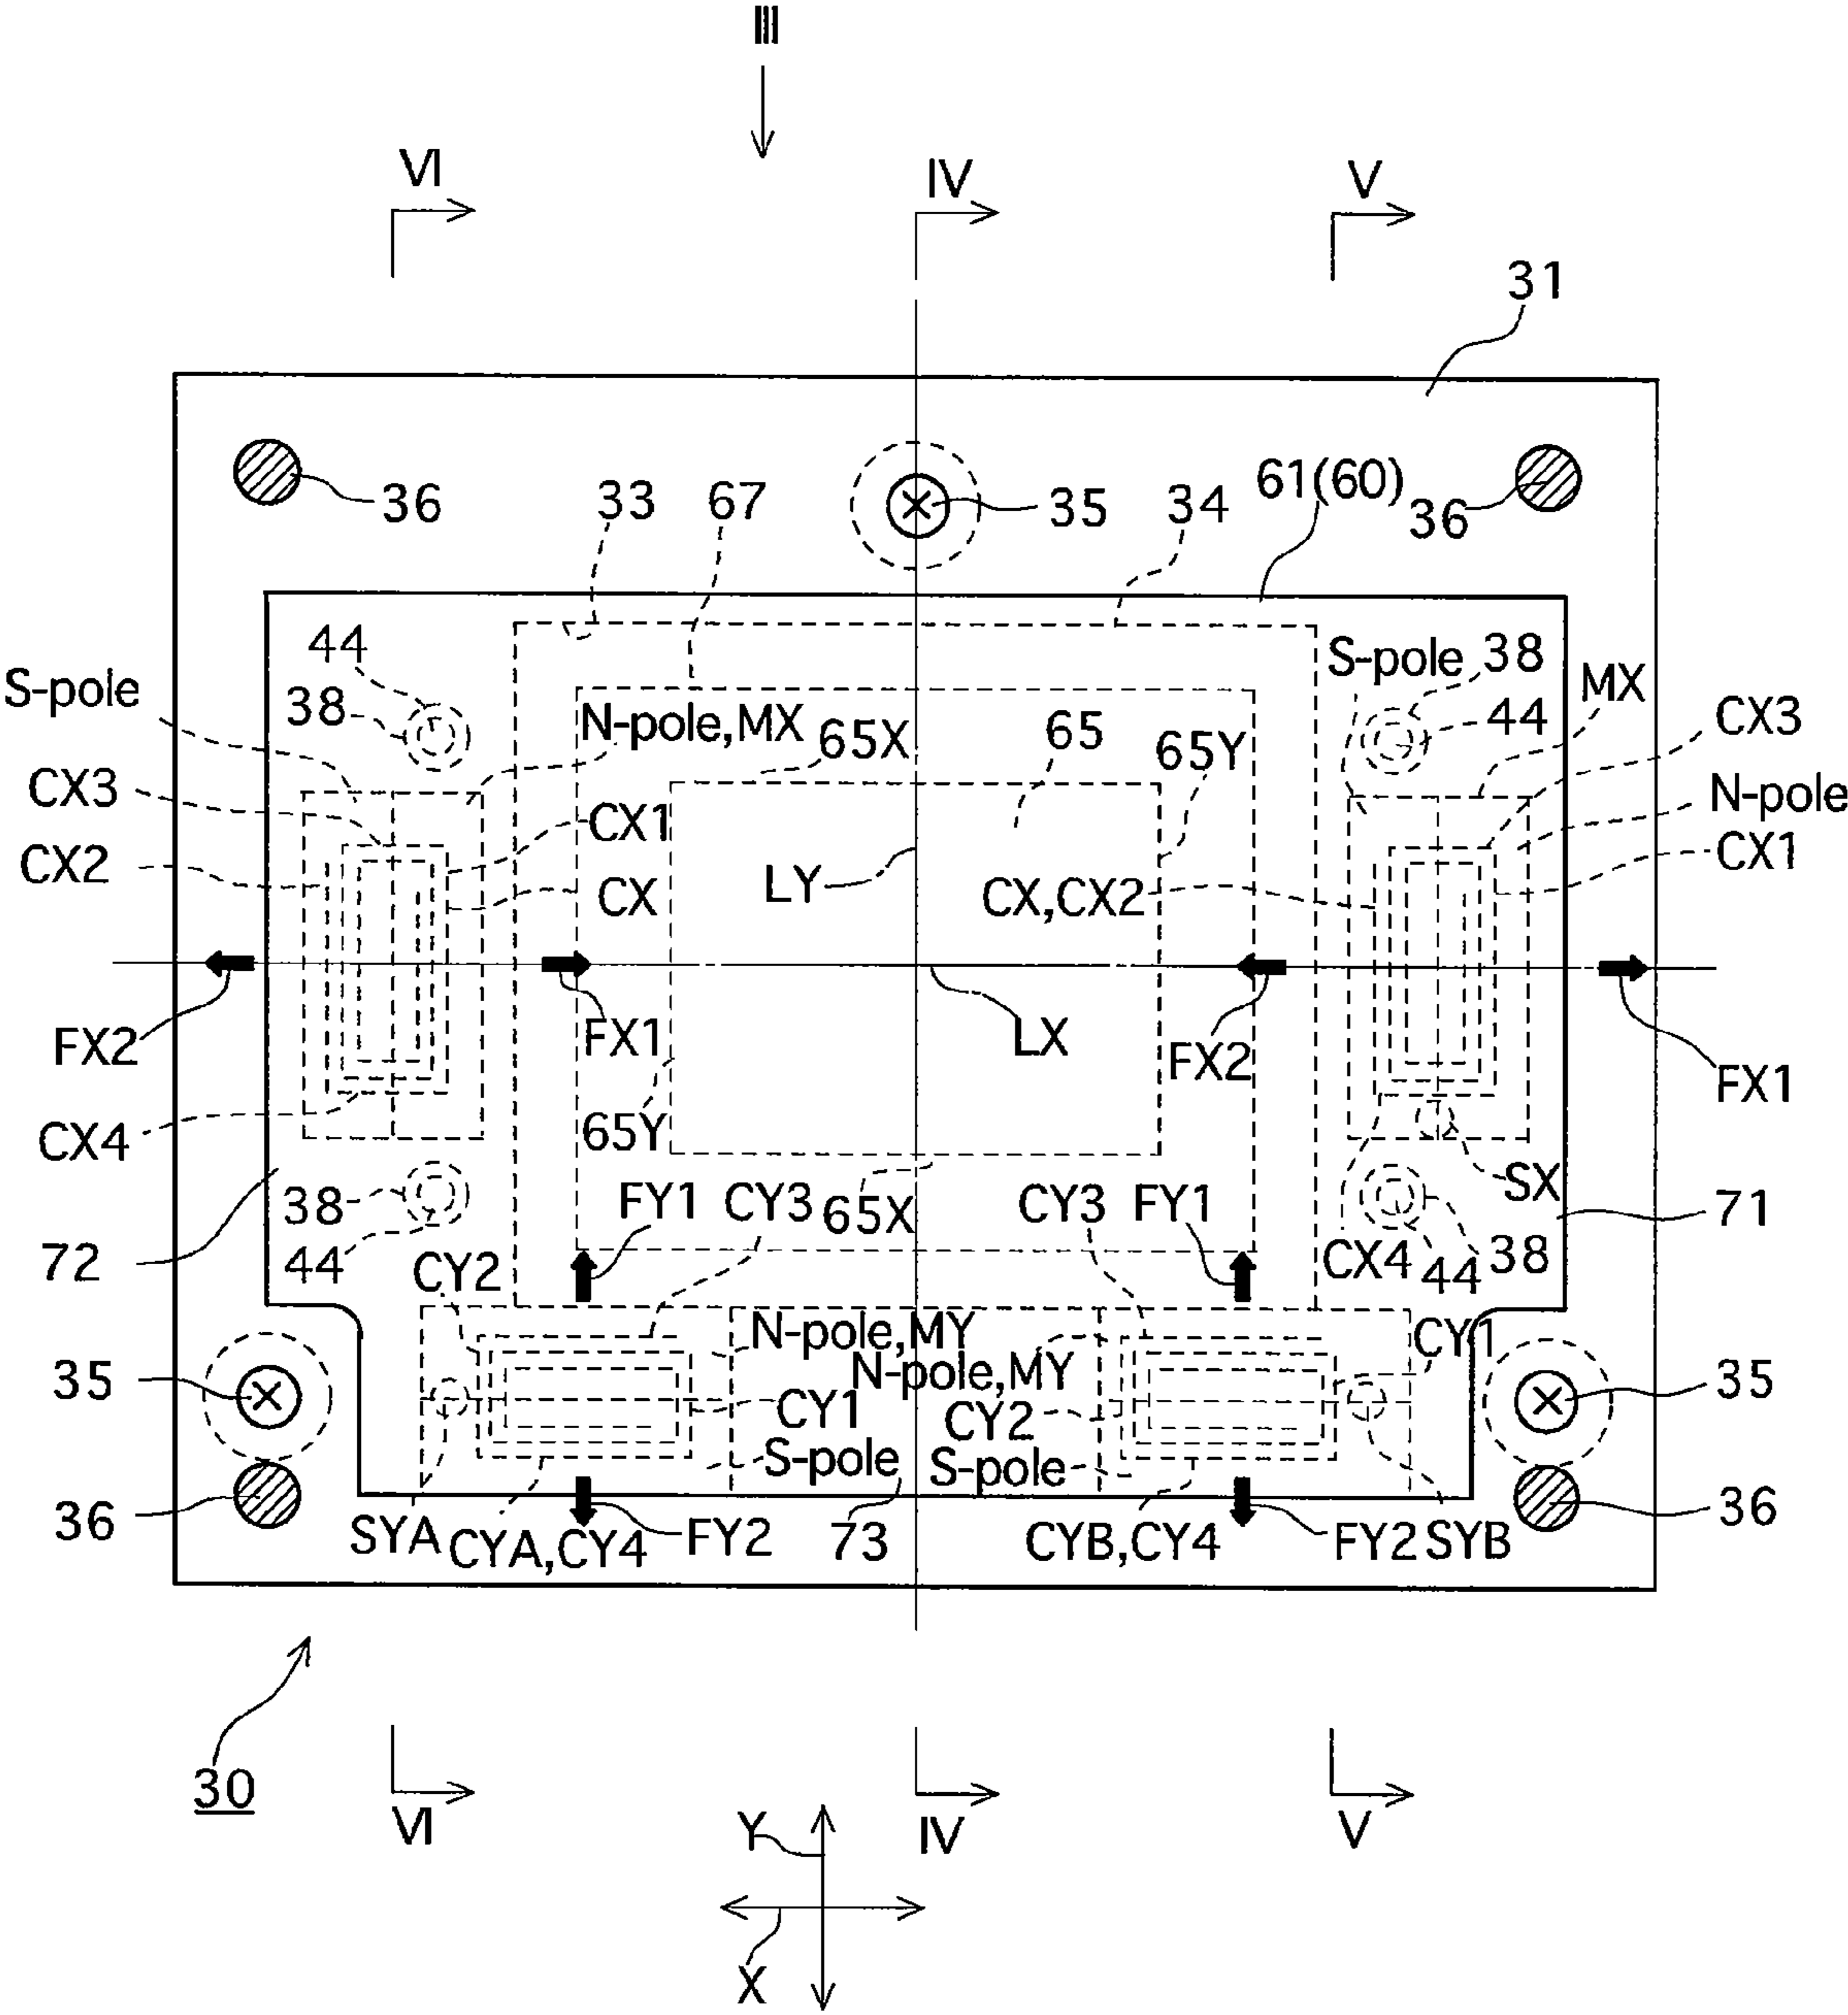 III
VI IV V
31
36 33 67 35 34 61(60) 36
44 S-pole 38 MX
S-pole 38 N-pole,MX 65X 65 65Y 44 CX3
CX3 CX1 N-pole
CX2 CX LY CX,CX2 CX1
FX2 FX1 LX FX2 FX1
CX4 65Y SX
38 FY1 CY3 65X CY3 FY1 71
72 44 CY2 CX4 44 38
N-pole,MY CY1
35 N-pole,MY 35
CY1 CY2
S-pole S-pole
36 SYA CYA,CY4 FY2 73 CYB,CY4 FY2 SYB 36
30
VI IV V
Y
X